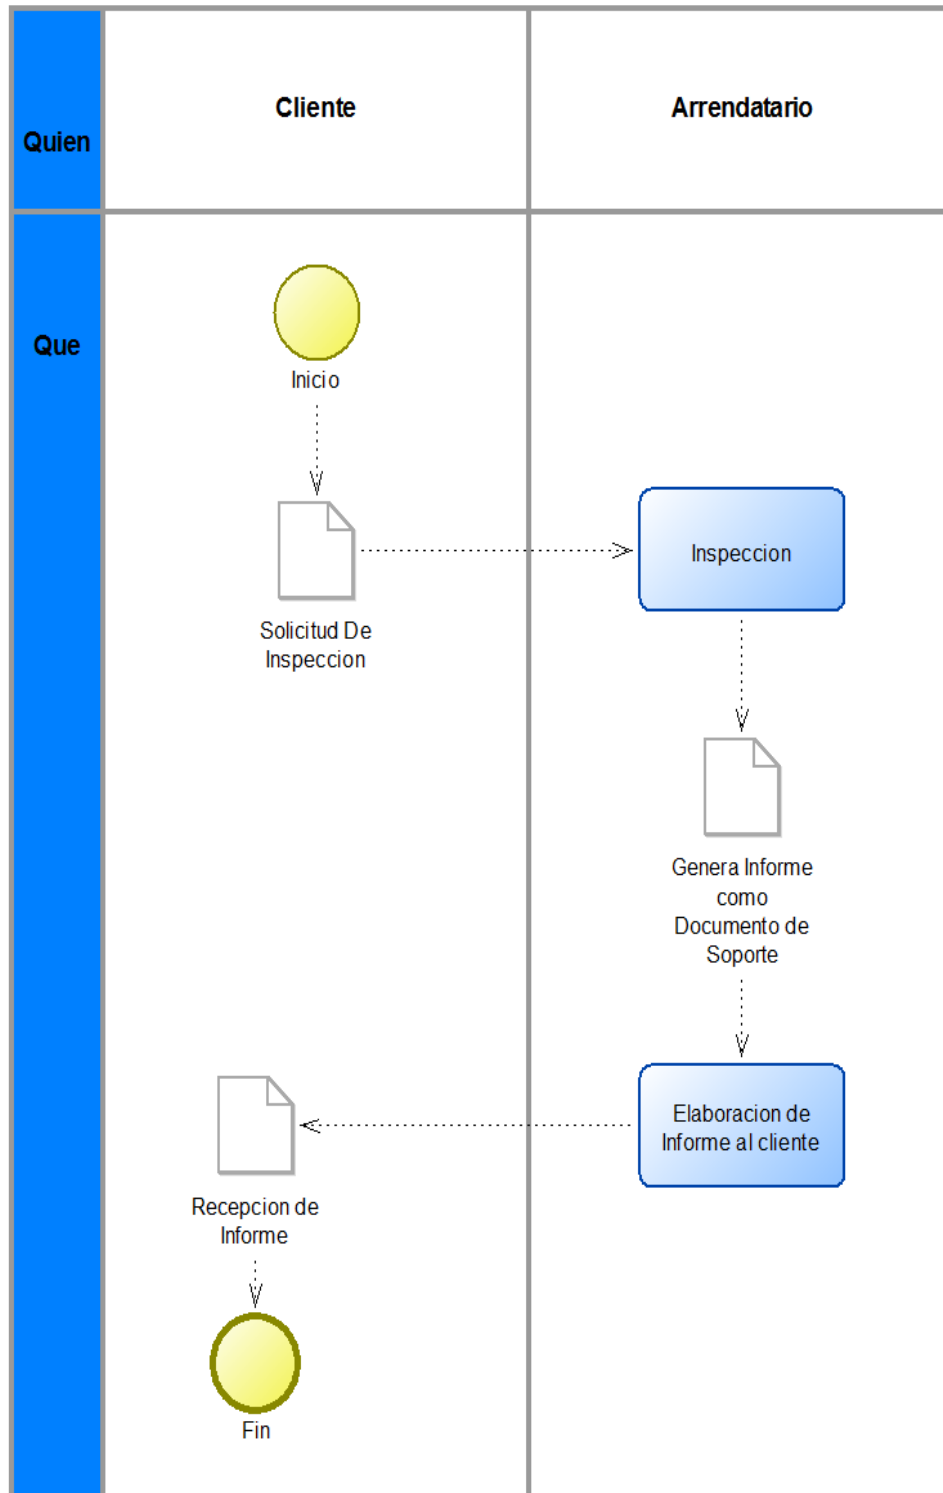 Quien
Cliente
Arrendatario
Que
Inicio
Solicitud De
Inspeccion
Inspeccion
Genera Informe
como
Documento de
Soporte
Elaboracion de
Informe al cliente
Recepcion de
Informe
Fin